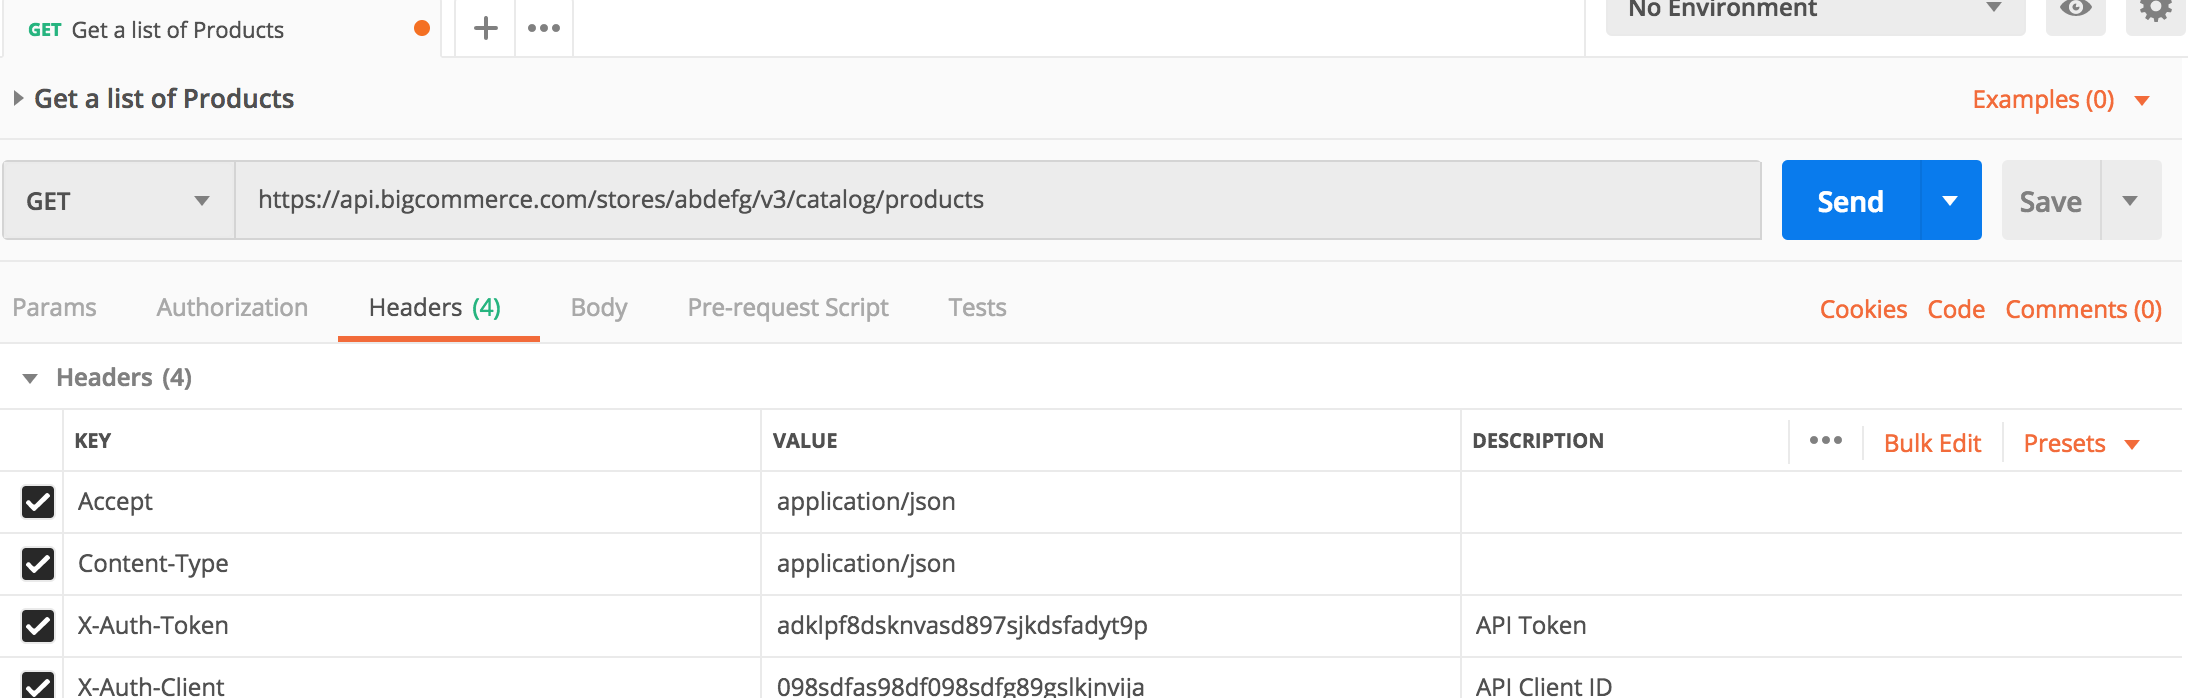 GET Get a list of Products
No Environment
Get a list of Products
Examples (0)
GET https://api.bigcommerce.com/stores/abdefg/v3/catalog/products Send Save
Params Authorization Headers (4) Body Pre-request Script Tests Cookies Code Comments (0)
Headers (4)
KEY VALUE DESCRIPTION Bulk Edit Presets
Accept application/json
Content-Type application/json
X-Auth-Token adklpf8dsknvasd897sjkdsfadyt9p API Token
X-Auth-Client 098sdfas98df098sdfg89gslkjnvija API Client ID